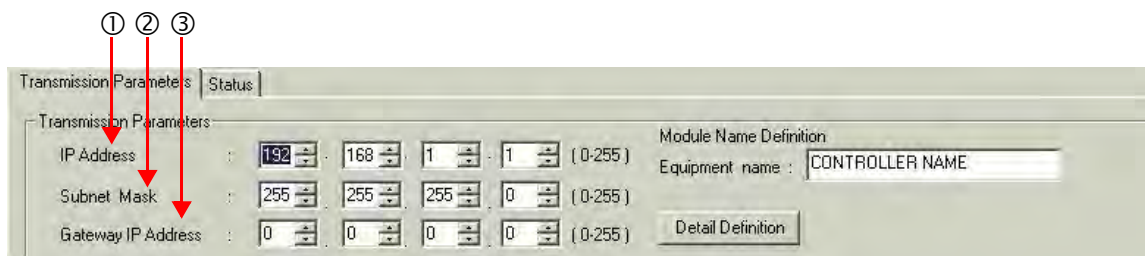 ① ② ③
Transmission Parameters Status
Transmission Parameters
IP Address : 192 . 168 . 1 . 1 ( 0-255 )
Subnet Mask : 255 . 255 . 255 . 0 ( 0-255 )
Gateway IP Address : 0 . 0 . 0 . 0 ( 0-255 )
Module Name Definition
Equipment name : CONTROLLER NAME
Detail Definition